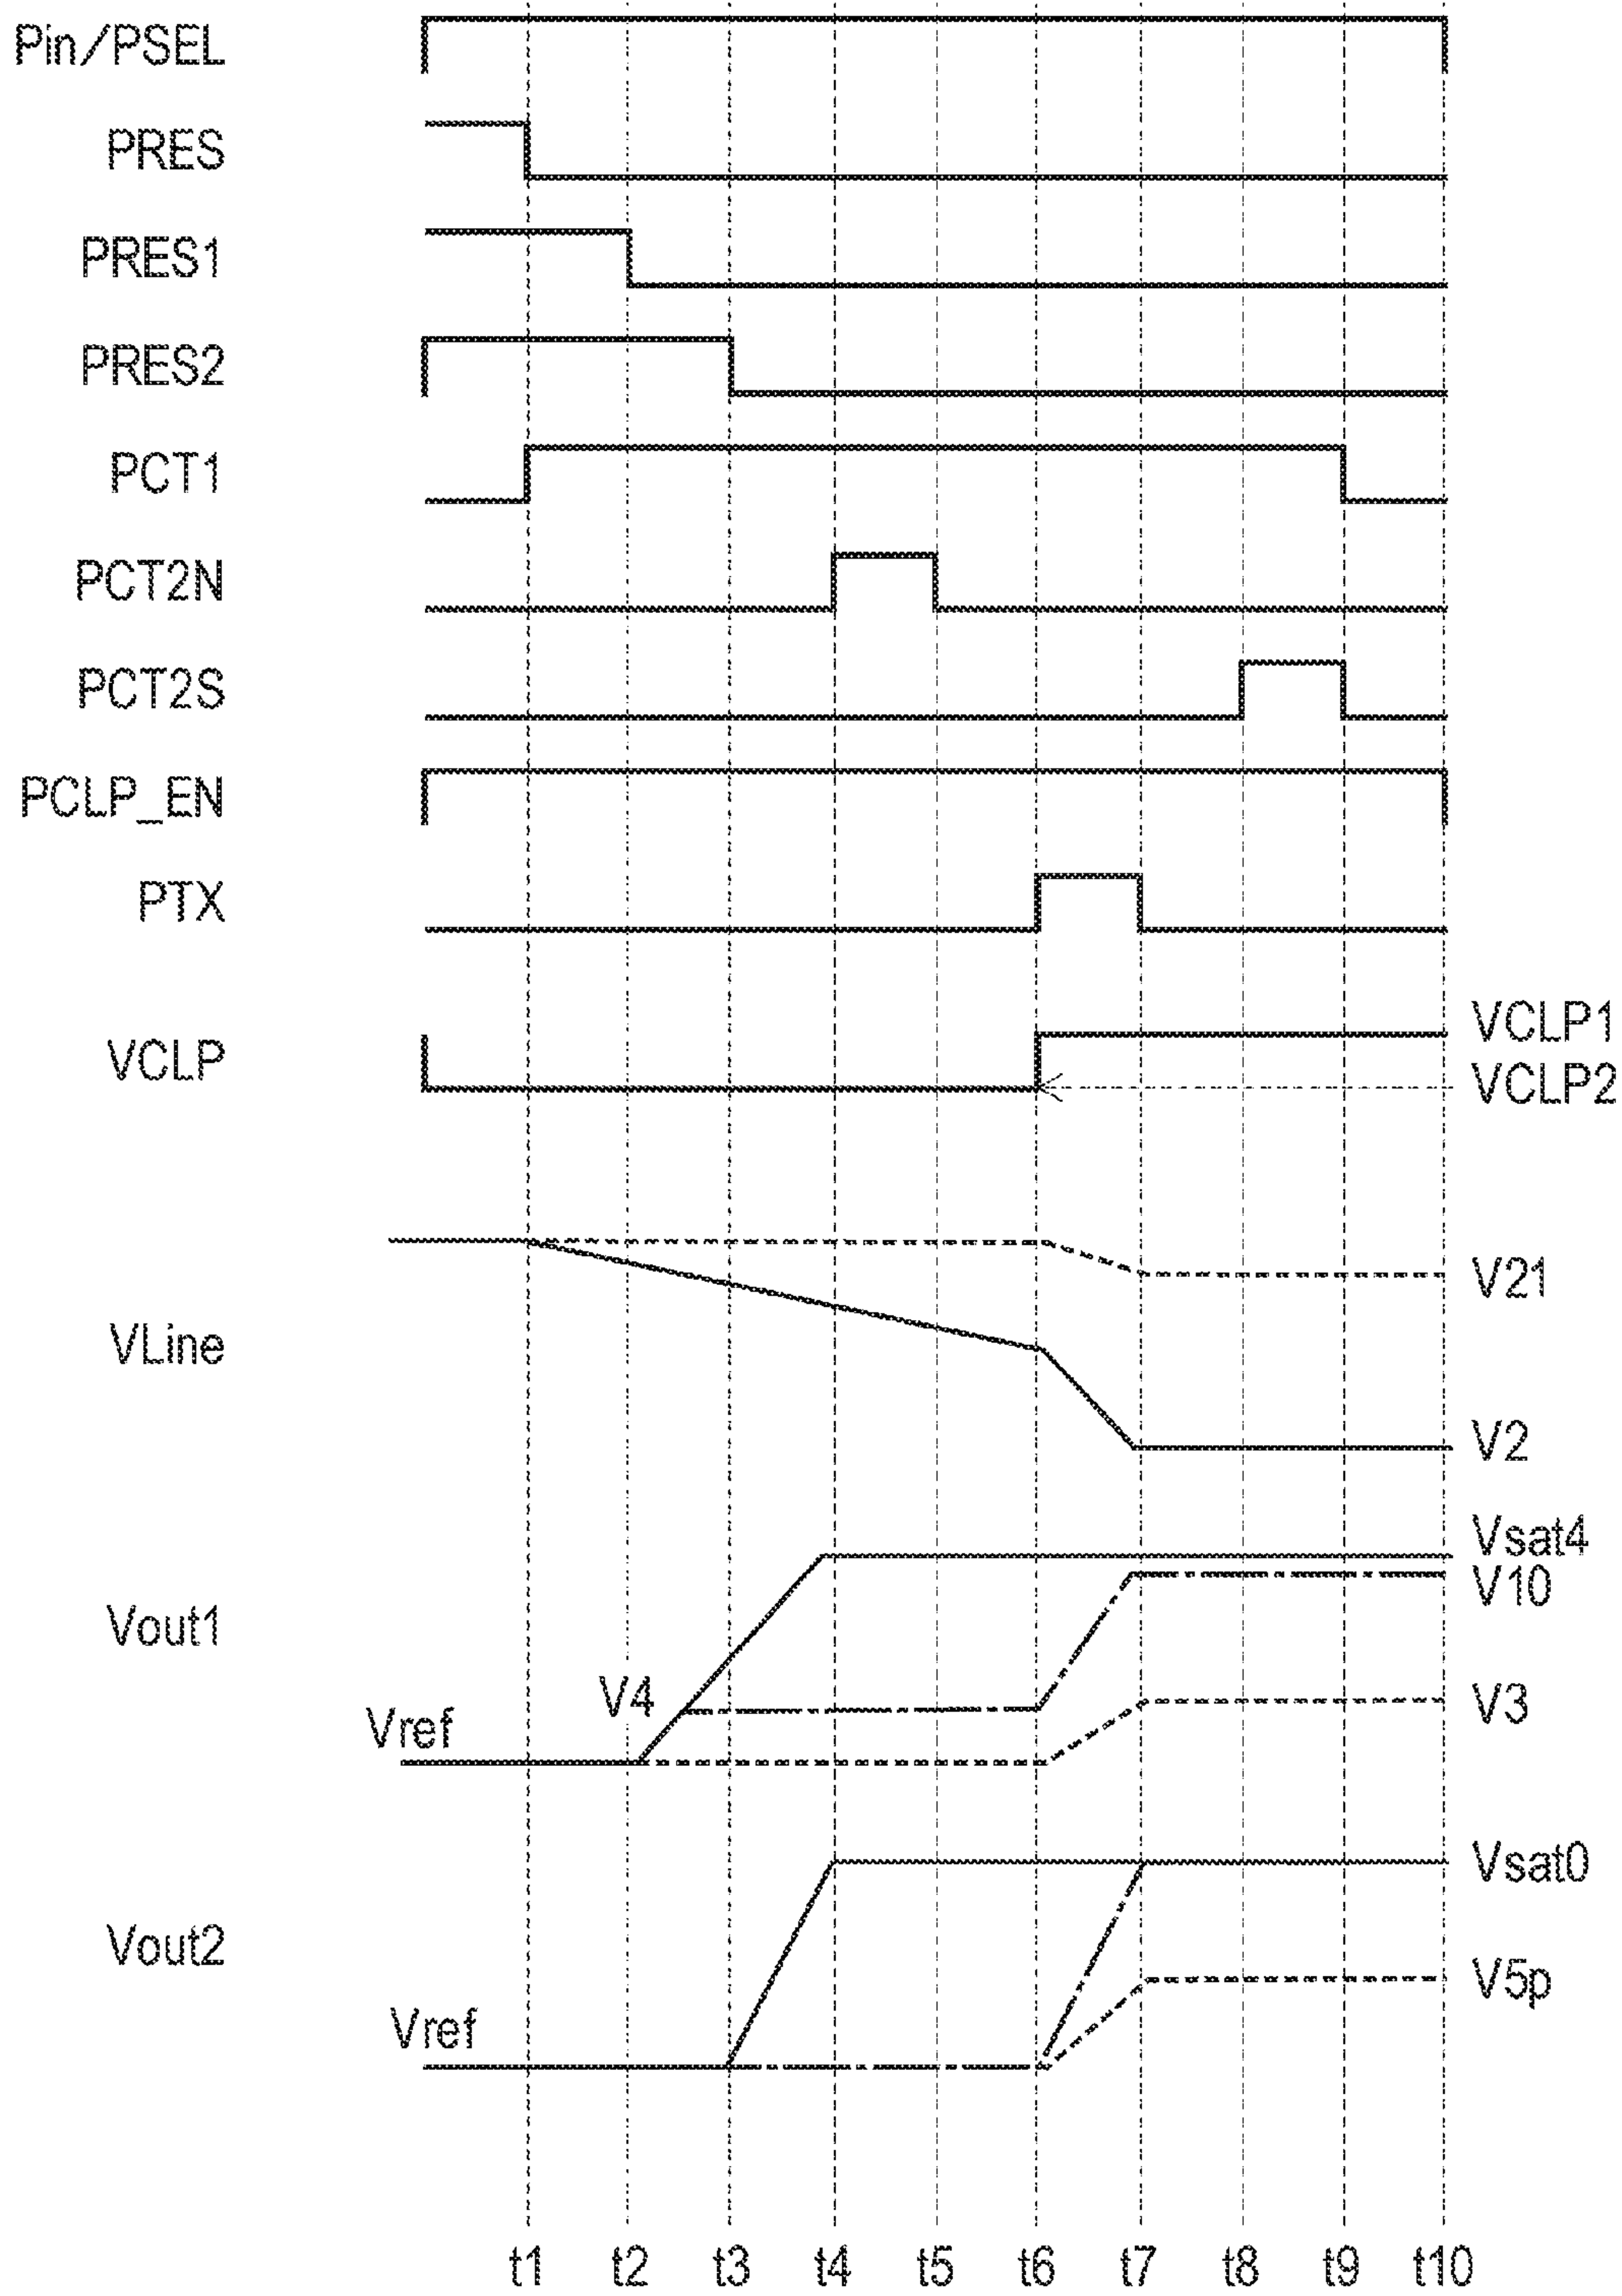 Pin/PSEL
PRES
PRES1
PRES2
PCT1
PCT2N
PCT2S
PCLP_EN
PTX
VCLP
VCLP1
VCLP2
VLine
V21
V2
Vout1
Vsat4
V10
V4
V3
Vref
Vout2
Vsat0
V5p
Vref
t1 t2 t3 t4 t5 t6 t7 t8 t9 t10